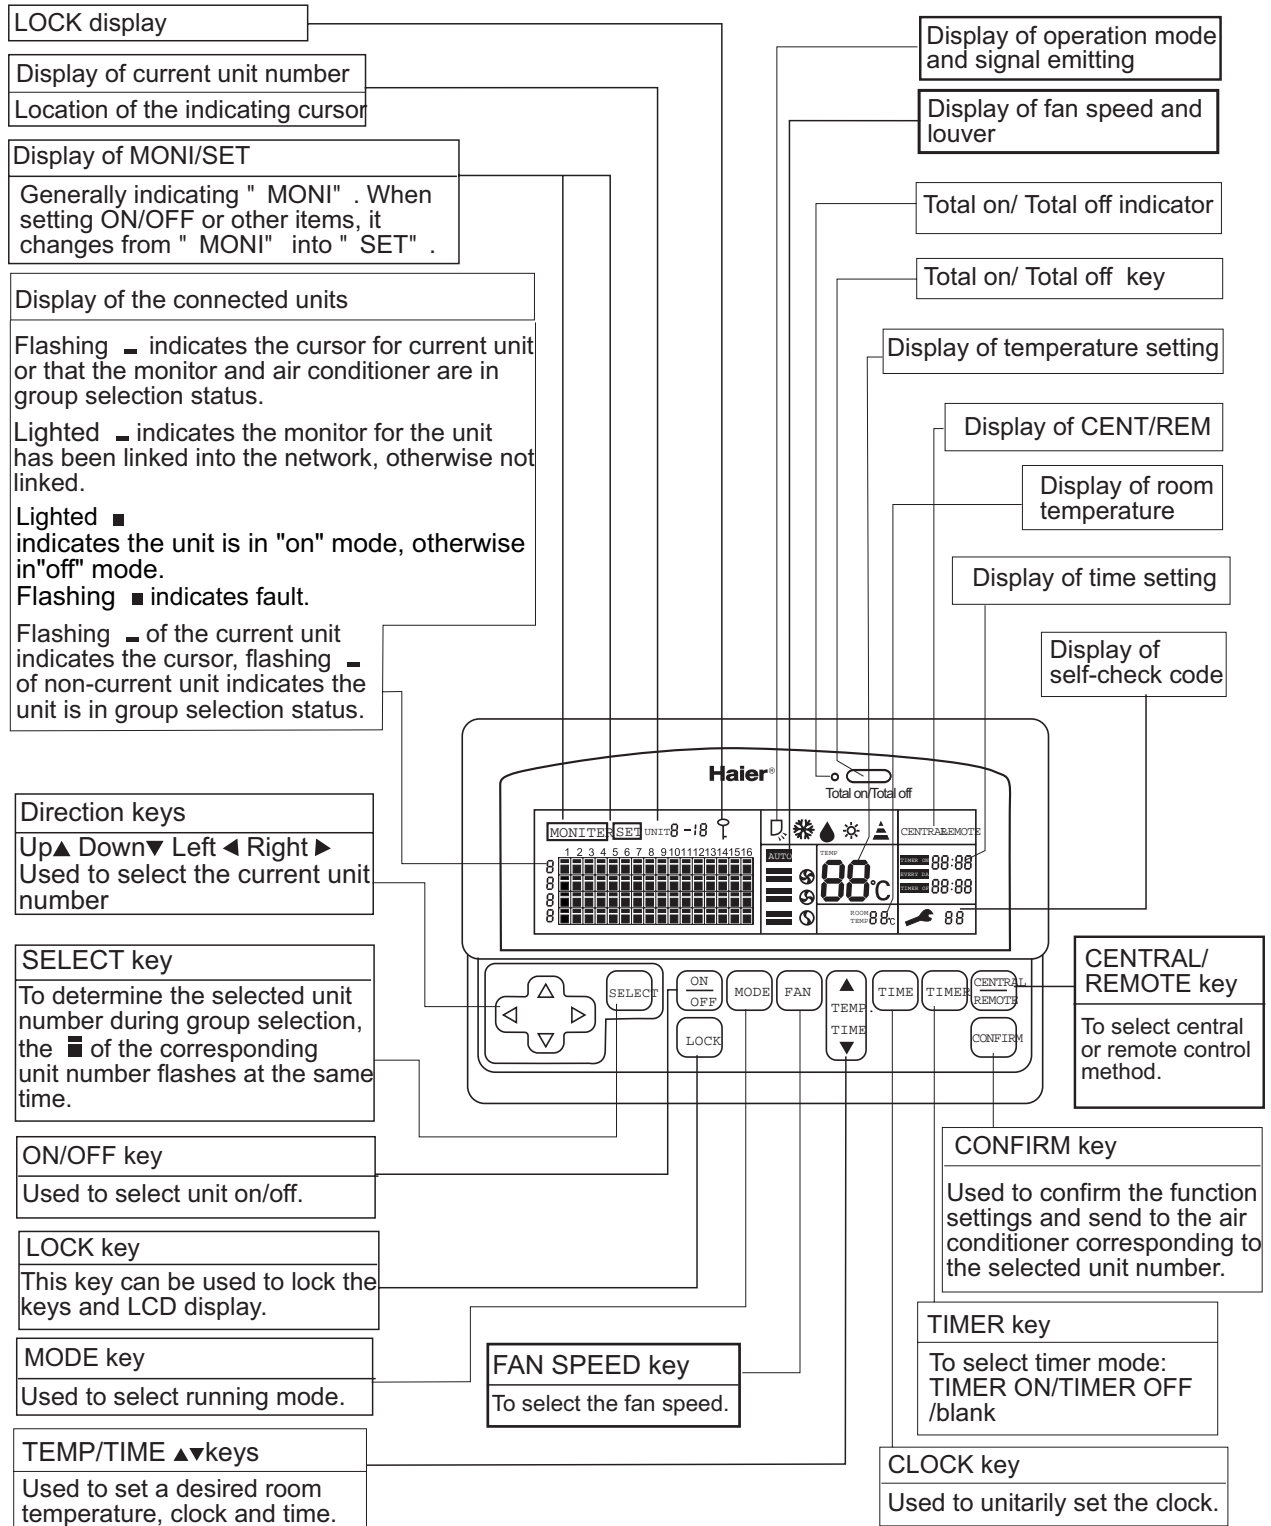 LOCK display
Display of current unit number
Location of the indicating cursor
Display of MONI/SET
Generally indicating " MONI" . When
setting ON/OFF or other items, it
changes from " MONI" into " SET" .
Display of the connected units
Flashing ▬ indicates the cursor for current unit
or that the monitor and air conditioner are in
group selection status.
Lighted ▬ indicates the monitor for the unit
has been linked into the network, otherwise not
linked.
Lighted ■
indicates the unit is in "on" mode, otherwise
in"off" mode.
Flashing ■ indicates fault.
Flashing ▬ of the current unit
indicates the cursor, flashing ▬
of non-current unit indicates the
unit is in group selection status.
Direction keys
Up▲ Down▼ Left ◀ Right ▶
Used to select the current unit
number
SELECT key
To determine the selected unit
number during group selection,
the of the corresponding
unit number flashes at the same
time.
ON/OFF key
Used to select unit on/off.
LOCK key
This key can be used to lock the
keys and LCD display.
MODE key
Used to select running mode.
TEMP/TIME ▲▼keys
Used to set a desired room
temperature, clock and time.
FAN SPEED key
To select the fan speed.
Display of operation mode
and signal emitting
Display of fan speed and
louver
Total on/ Total off indicator
Total on/ Total off key
Display of temperature setting
Display of CENT/REM
Display of room
temperature
Display of time setting
Display of
self-check code
Haier®
Total on/Total off
MONITER SET UNIT 8 -18
1 2 3 4 5 6 7 8 9 10 11 12 13 14 15 16
8
8
8
8
AUTO
TEMP
88°C
ROOM
TEMP 88°C
CENTRAL REMOTE
TIMER ON 88:88
EVERY DA
88:88
88
SELECT
ON
OFF
LOCK
MODE
FAN
▲
TEMP.
TIME
▼
TIME
TIMER
CENTRAL
REMOTE
CONFIRM
CENTRAL/
REMOTE key
To select central
or remote control
method.
CONFIRM key
Used to confirm the function
settings and send to the air
conditioner corresponding to
the selected unit number.
TIMER key
To select timer mode:
TIMER ON/TIMER OFF
/blank
CLOCK key
Used to unitarily set the clock.